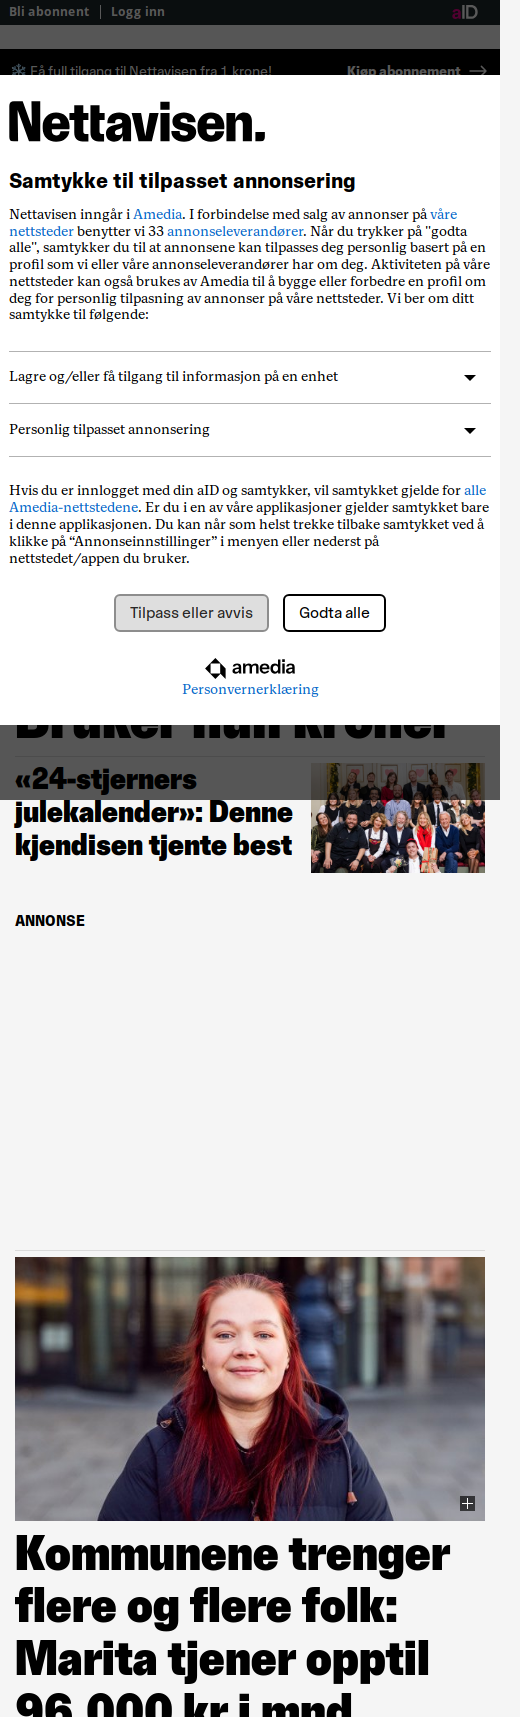 Bli abonnent
Logg inn
aID
Få full tilgang til Nettavisen fra 1 krone!
Kjøp abonnement
Nettavisen.
Samtykke til tilpasset annonsering
Nettavisen inngår i Amedia. I forbindelse med salg av annonser på våre
nettsteder benytter vi 33 annonseleverandører. Når du trykker på "godta
alle", samtykker du til at annonsene kan tilpasses deg personlig basert på en
profil som vi eller våre annonseleverandører har om deg. Aktiviteten på våre
nettsteder kan også brukes av Amedia til å bygge eller forbedre en profil om
deg for personlig tilpasning av annonser på våre nettsteder. Vi ber om ditt
samtykke til følgende:
Lagre og/eller få tilgang til informasjon på en enhet
Personlig tilpasset annonsering
Hvis du er innlogget med din aID og samtykker, vil samtykket gjelde for alle
Amedia-nettstedene. Er du i en av våre applikasjoner gjelder samtykket bare
i denne applikasjonen. Du kan når som helst trekke tilbake samtykket ved å
klikke på “Annonseinnstillinger” i menyen eller nederst på
nettstedet/appen du bruker.
Tilpass eller avvis
Godta alle
amedia
Personvernerklæring
«24-stjerners
julekalender»: Denne
kjendisen tjente best
ANNONSE
Kommunene trenger
flere og flere folk:
Marita tjener opptil
96.000 kr i mnd